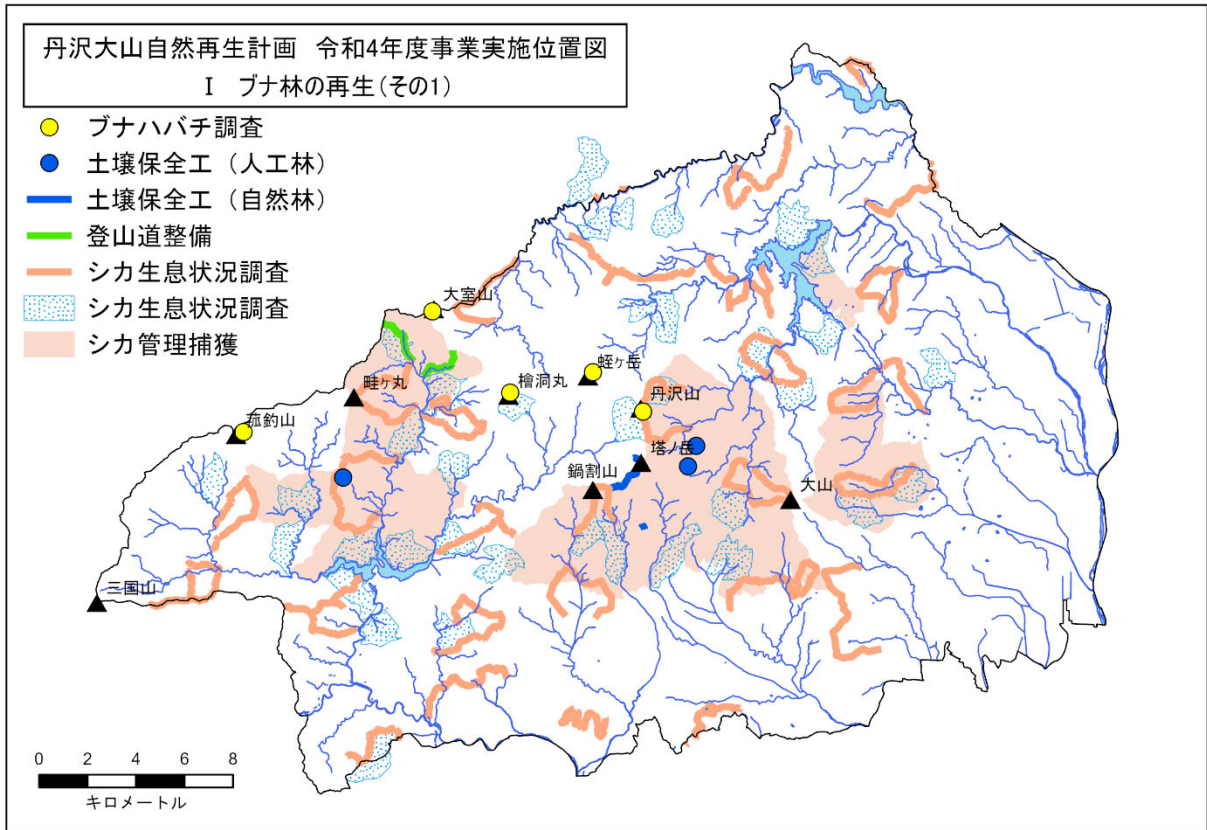 丹沢大山自然再生計画 令和4年度事業実施位置図
Ⅰ ブナ林の再生(その1)
ブナハバチ調査
土壌保全工（人工林）
土壌保全工（自然林）
登山道整備
シカ生息状況調査
シカ生息状況調査
シカ管理捕獲
大室山
畦ヶ丸
檜洞丸
蛭ヶ岳
丹沢山
菰釣山
塔ノ岳
鍋割山
大山
三国山
0 2 4 6 8
キロメートル